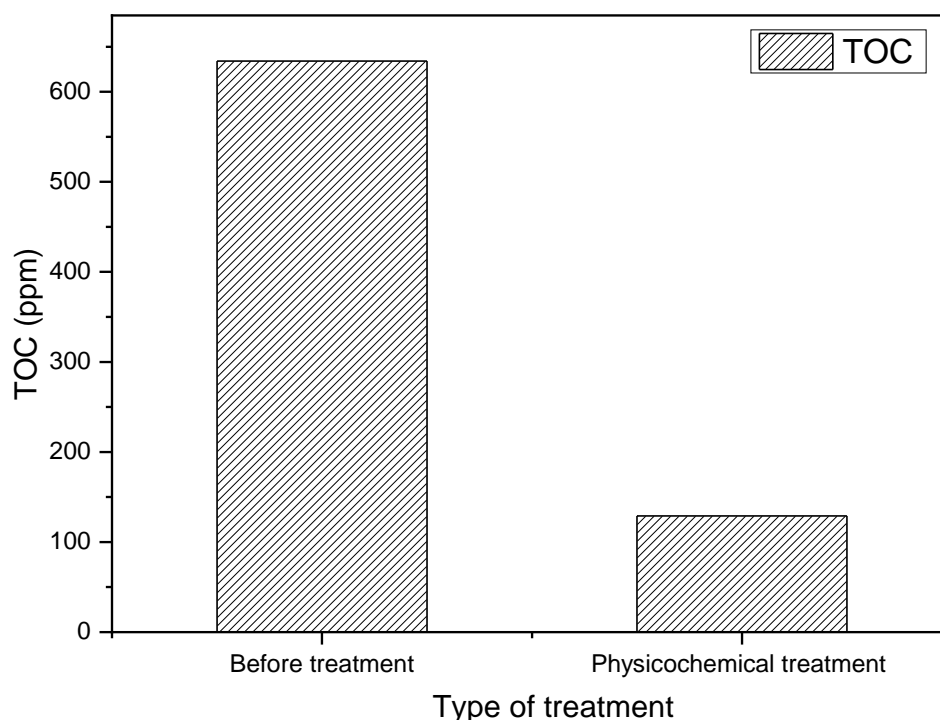 TOC
600
500
400
300
200
100
0
TOC (ppm)
Before treatment
Physicochemical treatment
Type of treatment